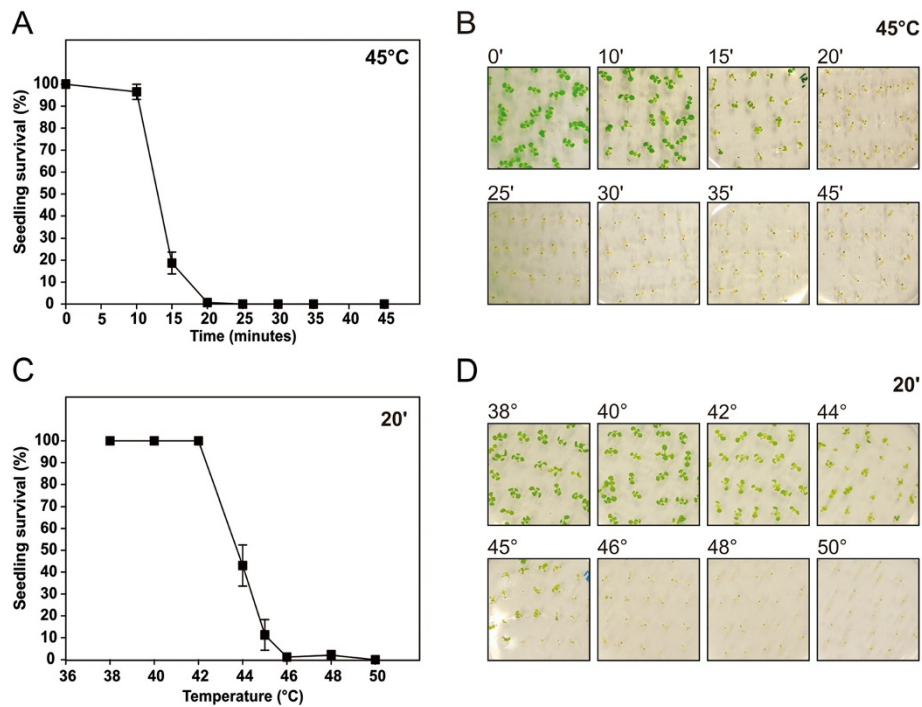 A
45°C
Seedling survival (%)
100
90
80
70
60
50
40
30
20
10
0
0 10 15 20 25 30 35 45
Time (minutes)
B
45°C
0' 10' 15' 20'
25' 30' 35' 45'
C
20'
Seedling survival (%)
100
90
80
70
60
50
40
30
20
10
0
36 38 40 42 44 46 48 50
Temperature (°C)
D
20'
38° 40° 42° 44°
45° 46° 48° 50°